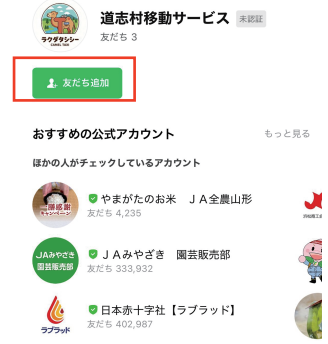 道志村移動サービス 未認証
友だち 3
ラクダタシシー
CAMEL TAXI
友だち追加
おすすめの公式アカウント もっと見る
ほかの人がチェックしているアカウント
やまがたのお米 ＪＡ全農山形
友だち 4,235
JAみやざき
園芸販売部
ＪＡみやざき 園芸販売部
友だち 333,932
日本赤十字社【ラブラッド】
友だち 402,987
ラブラッド